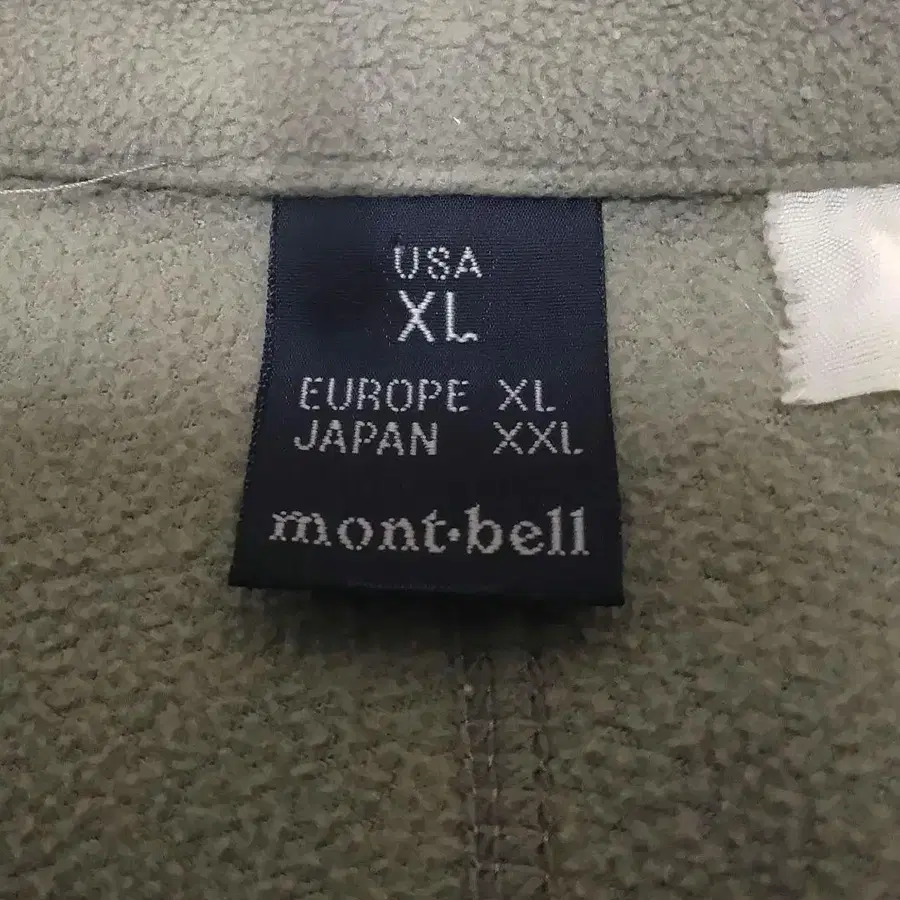 USA
XL
EUROPE XL
JAPAN XXL
mont·bell